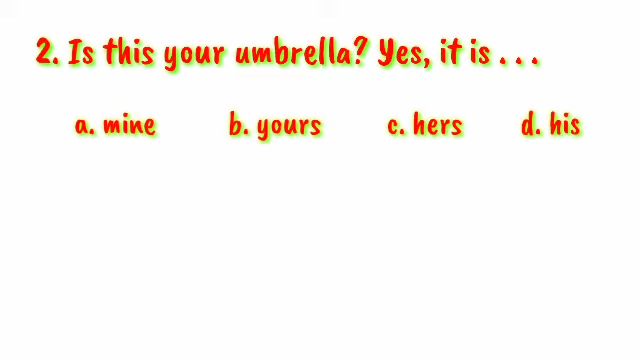 2. Is this your umbrella? Yes, it is . . .
a. mine b. yours c. hers d. his